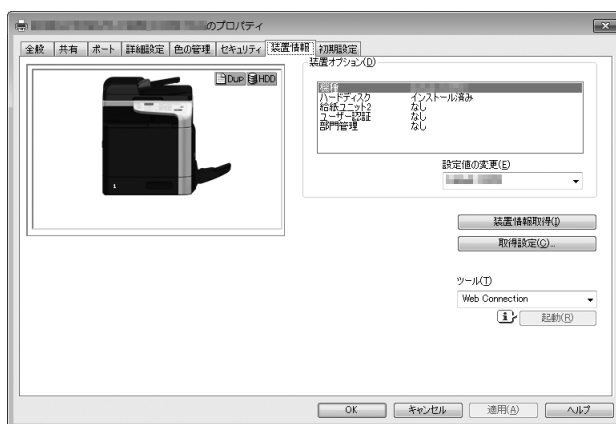 のプロパティ
全般 共有 ポート 詳細設定 色の管理 セキュリティ 装置情報 初期設定
Dup HDD
1
装置オプション(D)
機種
ハードディスク インストール済み
給紙ユニット2 なし
ユーザー認証 なし
部門管理 なし
設定値の変更(E)
装置情報取得(I)
取得設定(C)...
ツール(T)
Web Connection
起動(R)
OK キャンセル 適用(A) ヘルプ